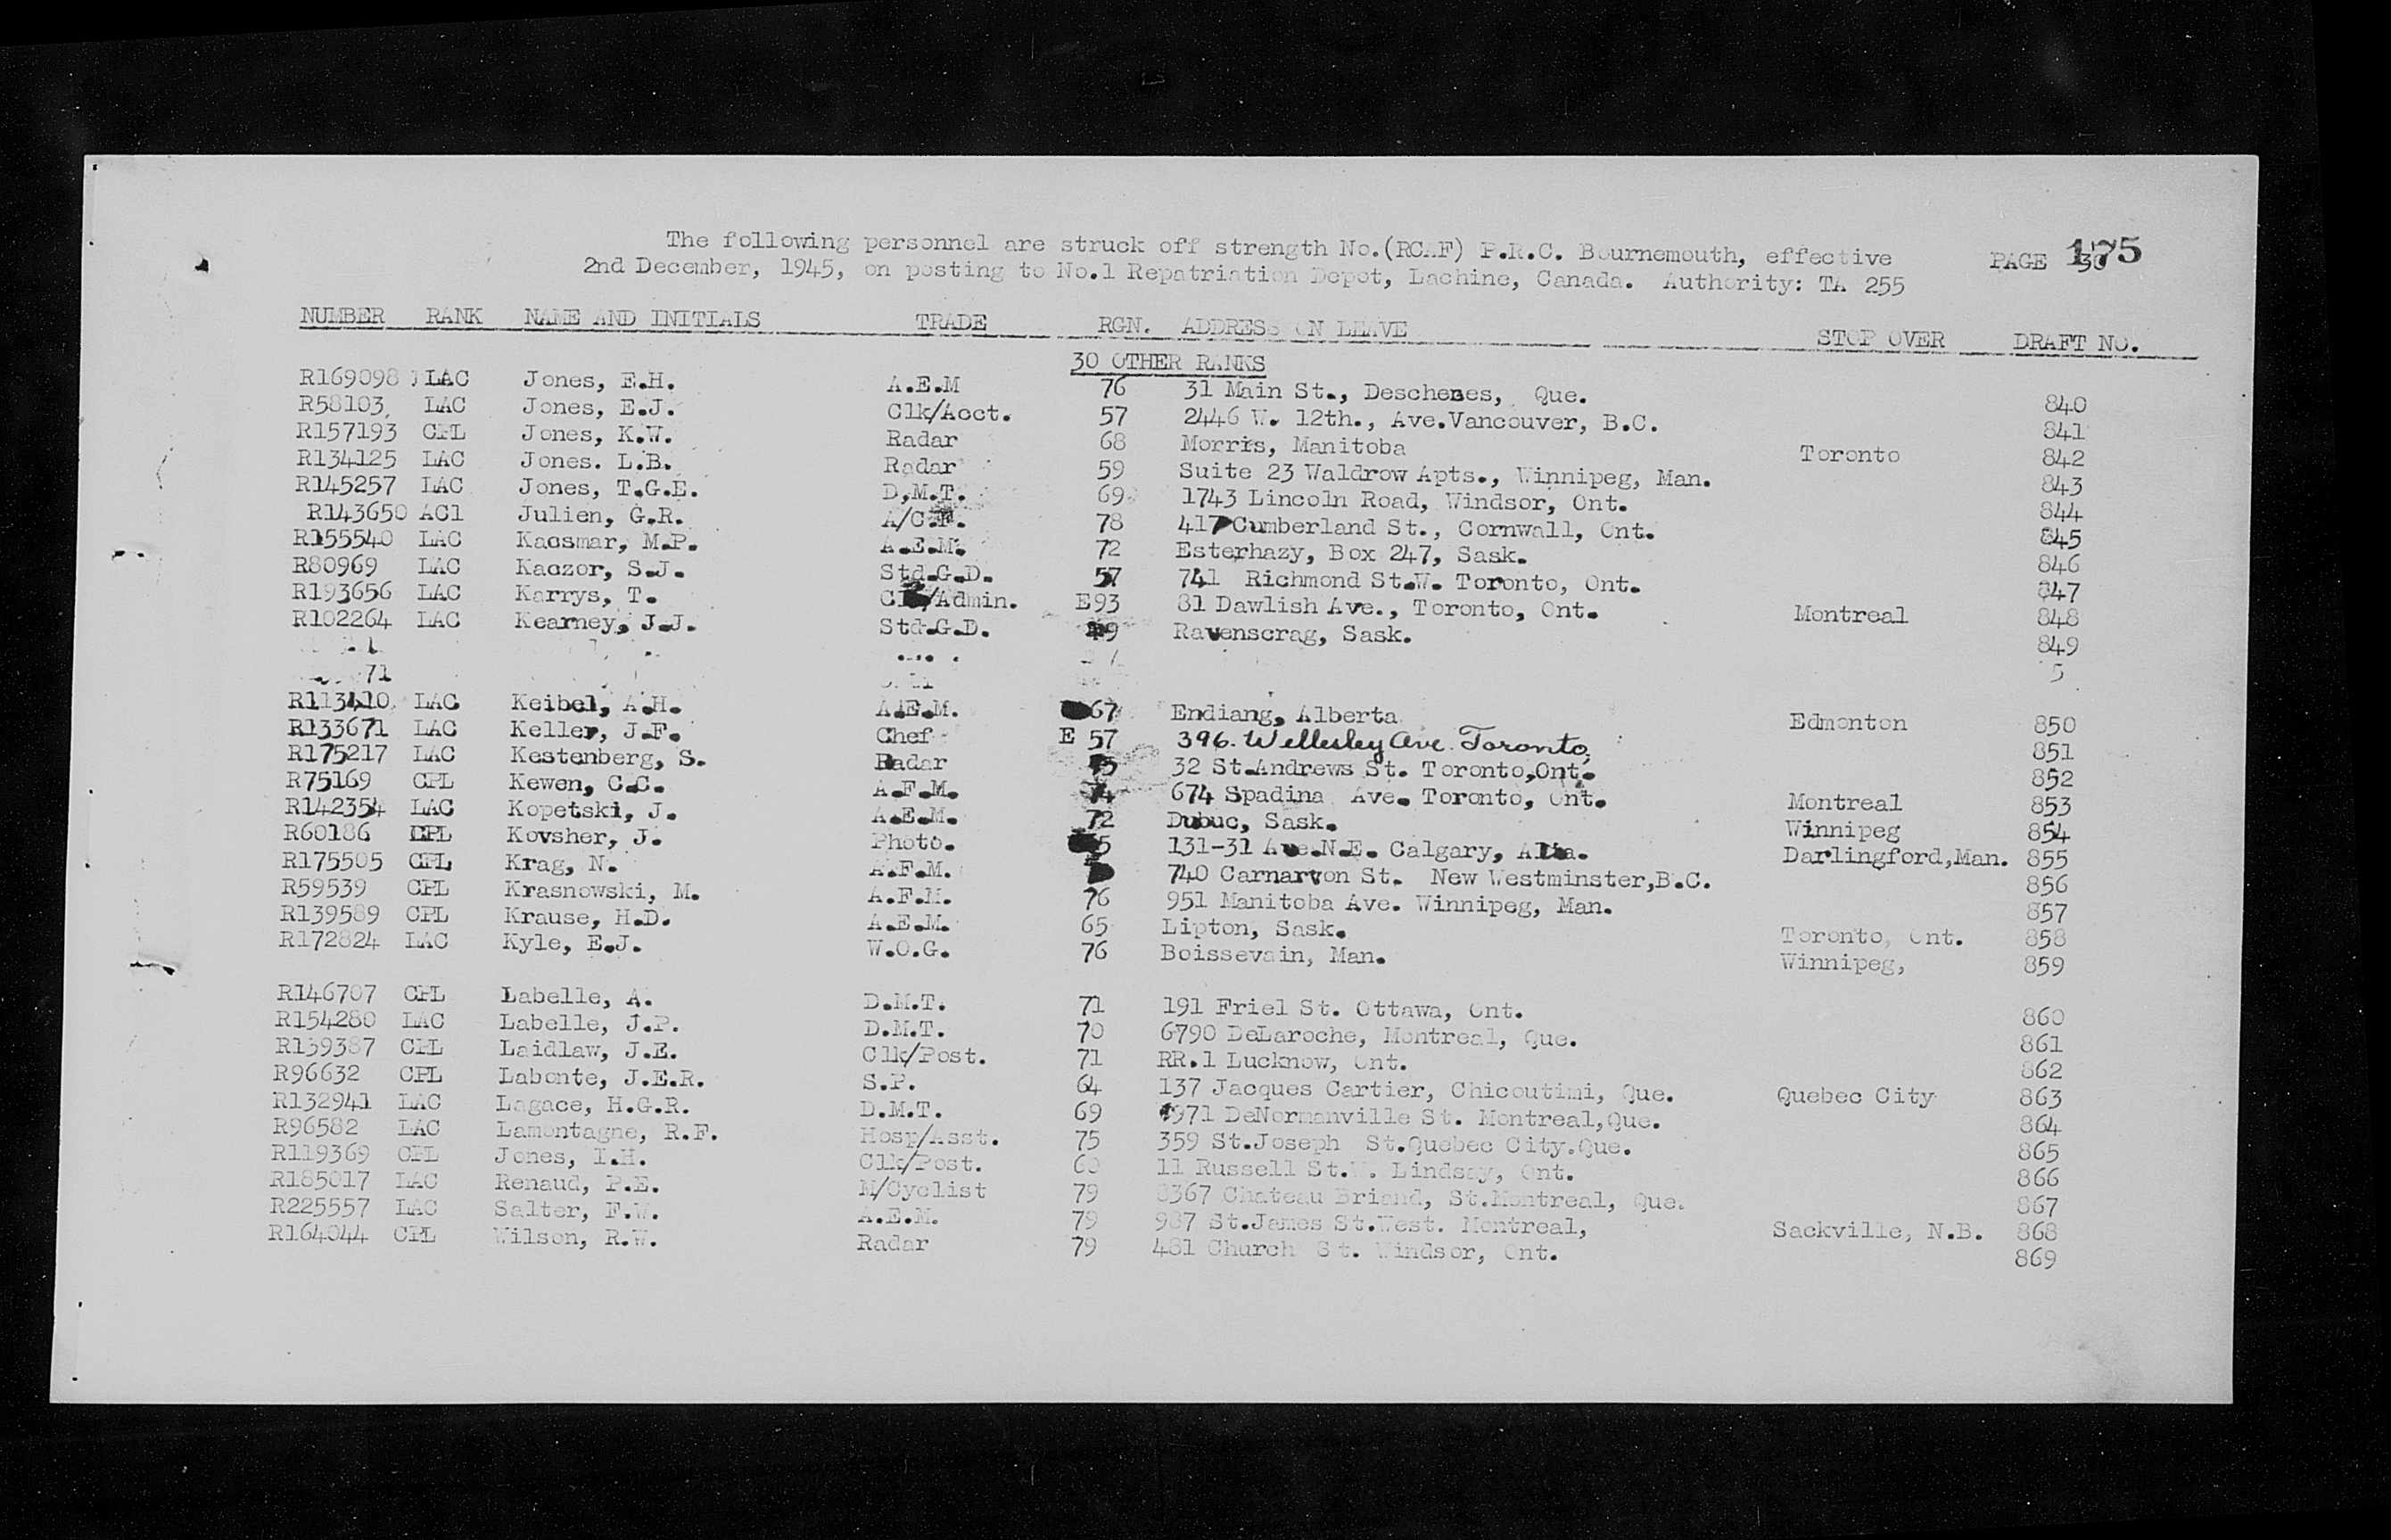 The following personnel are struck off strength No.(RCAF) P.R.C. Bournemouth, effective
2nd December, 1945, on posting to No.1 Repatriation Depot, Lachine, Canada. Authority: TA 255
PAGE 30 175
NUMBER RANK NAME AND INITIALS TRADE RGN. ADDRESS ON LEAVE STOP OVER DRAFT NO.
30 OTHER RANKS
R169098 LAC Jones, E.H. A.E.M 76 31 Main St., Deschenes, Que. 840
R58103 LAC Jones, E.J. Clk/Acct. 57 2446 W. 12th., Ave.Vancouver, B.C. 841
R157193 CPL Jones, K.W. Radar 68 Morris, Manitoba Toronto 842
R134125 LAC Jones. L.B. Radar 59 Suite 23 Waldrow Apts., Winnipeg, Man. 843
R145257 LAC Jones, T.G.E. D.M.T. 69 1743 Lincoln Road, Windsor, Ont. 844
R143650 AC1 Julien, G.R. 78 417 Cumberland St., Cornwall, Ont. 845
R155540 LAC Kacsmar, M.P. A.E.M. 72 Esterhazy, Box 247, Sask. 846
R80969 LAC Kaczor, S.J. Std.G.D. 57 741 Richmond St.W. Toronto, Ont. 847
R193656 LAC Karrys, T. /Admin. E93 81 Dawlish Ave., Toronto, Ont. Montreal 848
R102264 LAC Kearney, J.J. Std.G.D. Ravenscrag, Sask. 849
71
LAC Keibel, A.H. A.E.M. 67 Endiang, Alberta Edmonton 850
R133671 LAC Keller, J.F. Chef E 57 396. Wellesley Ave. Toronto 851
R175217 LAC Kestenberg, S. Radar 32 St.Andrews St. Toronto,Ont. 852
R75169 CPL Kewen, C.C. A.F.M. 74 674 Spadina Ave. Toronto, Ont. Montreal 853
R142354 LAC Kopetski, J. A.E.M. 72 Dubuc, Sask. Winnipeg 854
R60186 CPL Kovsher, J. Photo. 131-31 Ave.N.E. Calgary, Alta. Darlingford,Man. 855
R175505 CPL Krag, N. A.F.M. 740 Carnarvon St. New Westminster,B.C. 856
R59539 CPL Krasnowski, M. A.F.M. 76 951 Manitoba Ave. Winnipeg, Man. 857
R139589 CPL Krause, H.D. A.E.M. 65 Lipton, Sask. Toronto, Ont. 858
R172824 LAC Kyle, E.J. W.O.G. 76 Boissevain, Man. Winnipeg, 859
R146707 CPL Labelle, A. D.M.T. 71 191 Friel St. Ottawa, Ont. 860
R154280 LAC Labelle, J.P. D.M.T. 70 6790 DeLaroche, Montreal, Que. 861
R139387 CPL Laidlaw, J.E. Clk/Post. 71 RR.1 Lucknow, Ont. 862
R96632 CPL Labonte, J.E.R. S.P. 64 137 Jacques Cartier, Chicoutimi, Que. Quebec City 863
R132941 LAC Lagace, H.G.R. D.M.T. 69 DeNormanville St. Montreal,Que. 864
R96582 LAC Lamontagne, R.F. Hosp/Asst. 75 359 St.Joseph St.Quebec City.Que. 865
R119369 CPL Jones, I.H. Clk/Post. 60 11 Russell St.W. Lindsay, Ont. 866
R185017 LAC Renaud, P.E. M/Cyclist 79 8367 Chateau Briand, St.Montreal, Que. 867
R225557 LAC Salter, F.W. A.E.M. 79 987 St.James St.West. Montreal, Sackville, N.B. 868
R164044 CPL Wilson, R.W. Radar 79 481 Church St. Windsor, Ont. 869